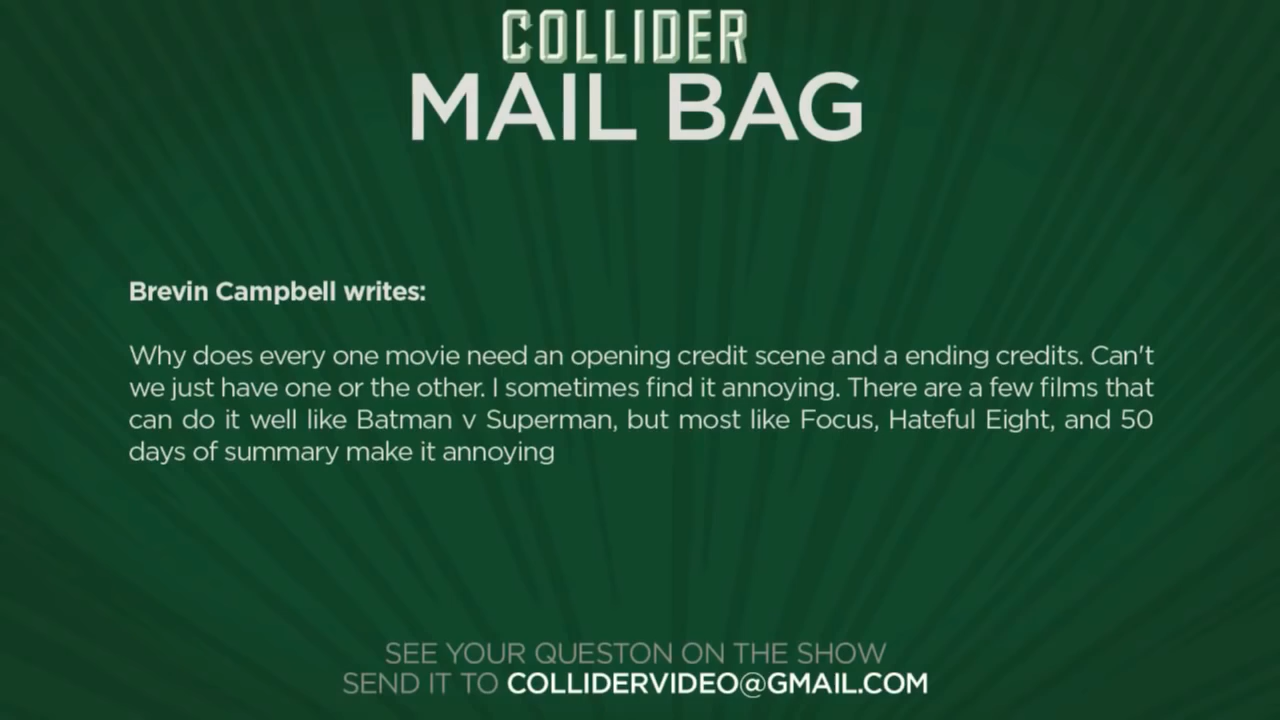 COLLIDER
MAIL BAG
Brevin Campbell writes:
Why does every one movie need an opening credit scene and a ending credits. Can't
we just have one or the other. I sometimes find it annoying. There are a few films that
can do it well like Batman v Superman, but most like Focus, Hateful Eight, and 50
days of summary make it annoying
SEE YOUR QUESTON ON THE SHOW
SEND IT TO COLLIDERVIDEO@GMAIL.COM